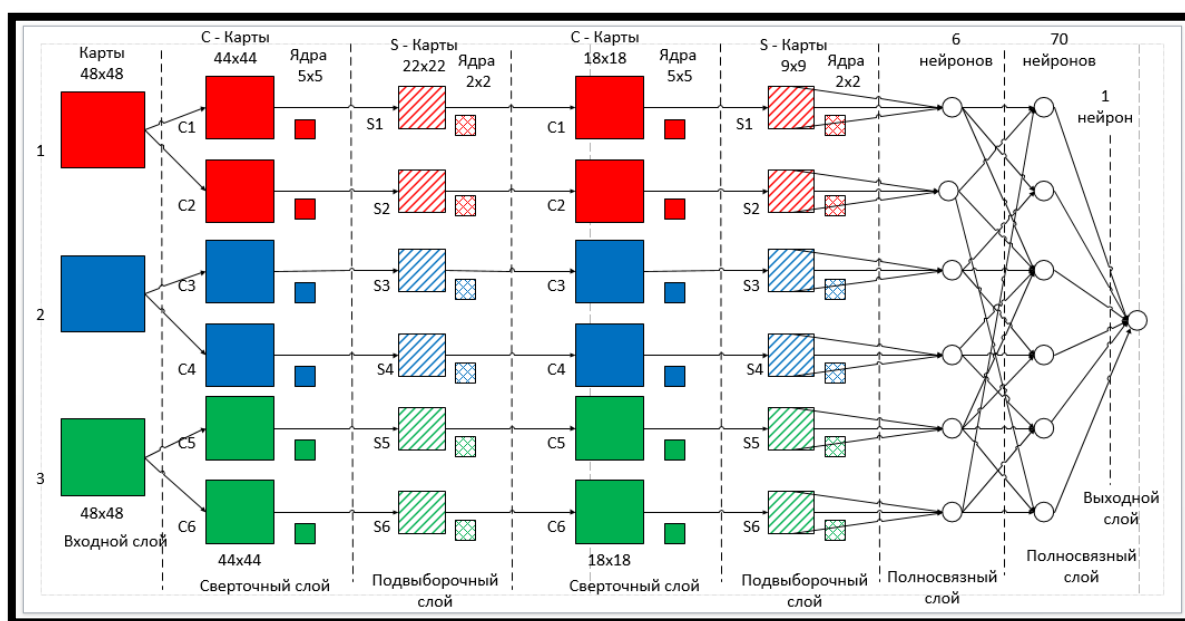 Карты
48x48
C - Карты
44x44
Ядра
5x5
S - Карты
22x22
Ядра
2x2
C - Карты
18x18
Ядра
5x5
S - Карты
9x9
Ядра
2x2
6
нейронов
70
нейронов
1
нейрон
1
2
3
C1
C2
C3
C4
C5
C6
S1
S2
S3
S4
S5
S6
C1
C2
C3
C4
C5
C6
S1
S2
S3
S4
S5
S6
48x48
Входной слой
44x44
Сверточный слой
Подвыборочный
слой
18x18
Сверточный слой
Подвыборочный
слой
Полносвязный
слой
Полносвязный
слой
Выходной
слой